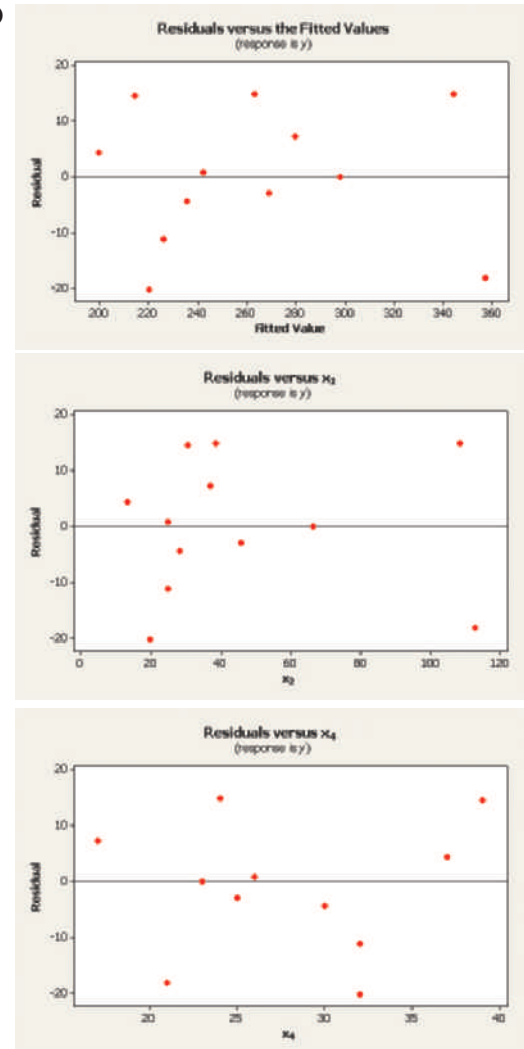 Residuals versus the Fitted Values
(response is y)
20
10
0
-10
-20
Residual
200 220 240 260 280 300 320 340 360
Fitted Value
Residuals versus x₂
(response is y)
20
10
0
-10
-20
Residual
0 20 40 60 80 100 120
x₂
Residuals versus x₄
(response is y)
20
10
0
-10
-20
Residual
20 25 30 35 40
x₄